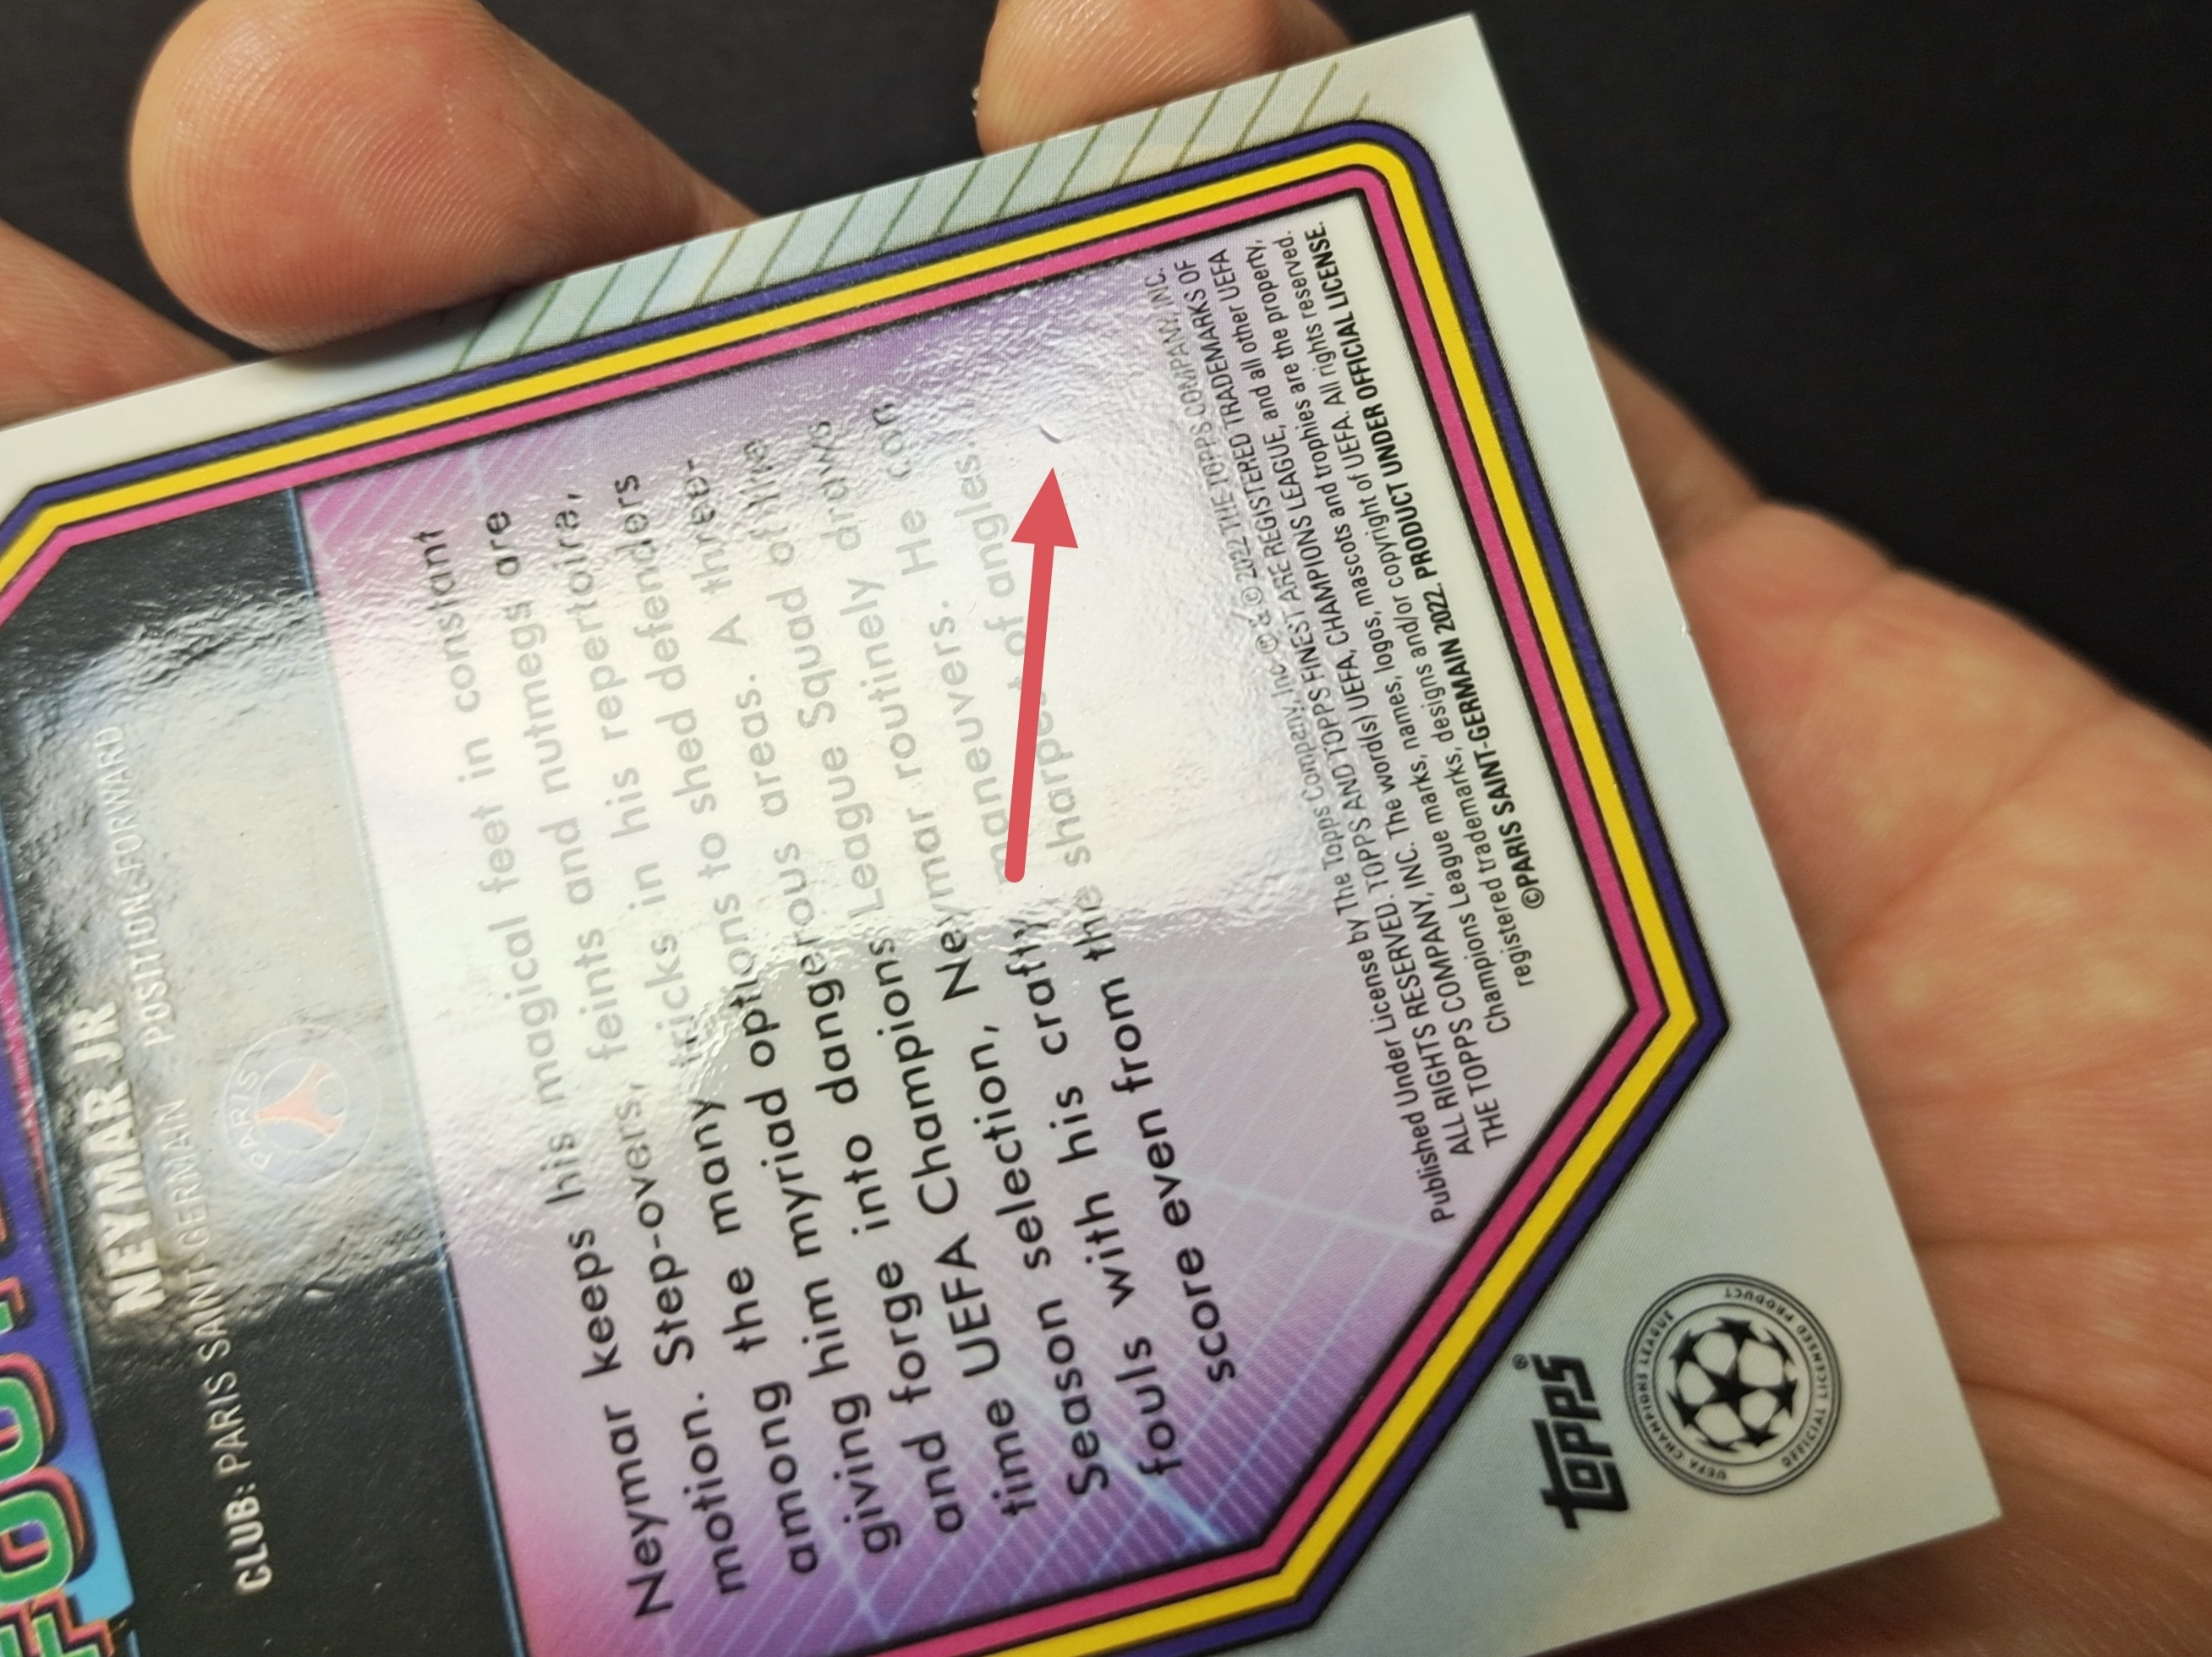 NEYMAR JR
CLUB: PARIS SAINT-GERMAIN POSITION: FORWARD
PARIS
Neymar keeps his magical feet in constant
motion. Step-overs, feints and nutmegs are
among the many tricks in his repertoire,
giving him myriad options to shed defenders
and forge into dangerous areas. A three-
time UEFA Champions League Squad of the
Season selection, Neymar routinely draws
fouls with his crafty maneuvers. He can
score even from the sharpest of angles.
Published Under License by The Topps Company, Inc. ® & © 2022 THE TOPPS COMPANY, INC.
ALL RIGHTS RESERVED. TOPPS AND TOPPS FINEST ARE REGISTERED TRADEMARKS OF
THE TOPPS COMPANY, INC. The word(s) UEFA, CHAMPIONS LEAGUE, and all other UEFA
Champions League marks, names, logos, mascots and trophies are the property,
registered trademarks, designs and/or copyright of UEFA. All rights reserved.
©PARIS SAINT-GERMAIN 2022. PRODUCT UNDER OFFICIAL LICENSE.
topps®
UEFA CHAMPIONS LEAGUE
OFFICIAL LICENSED PRODUCT